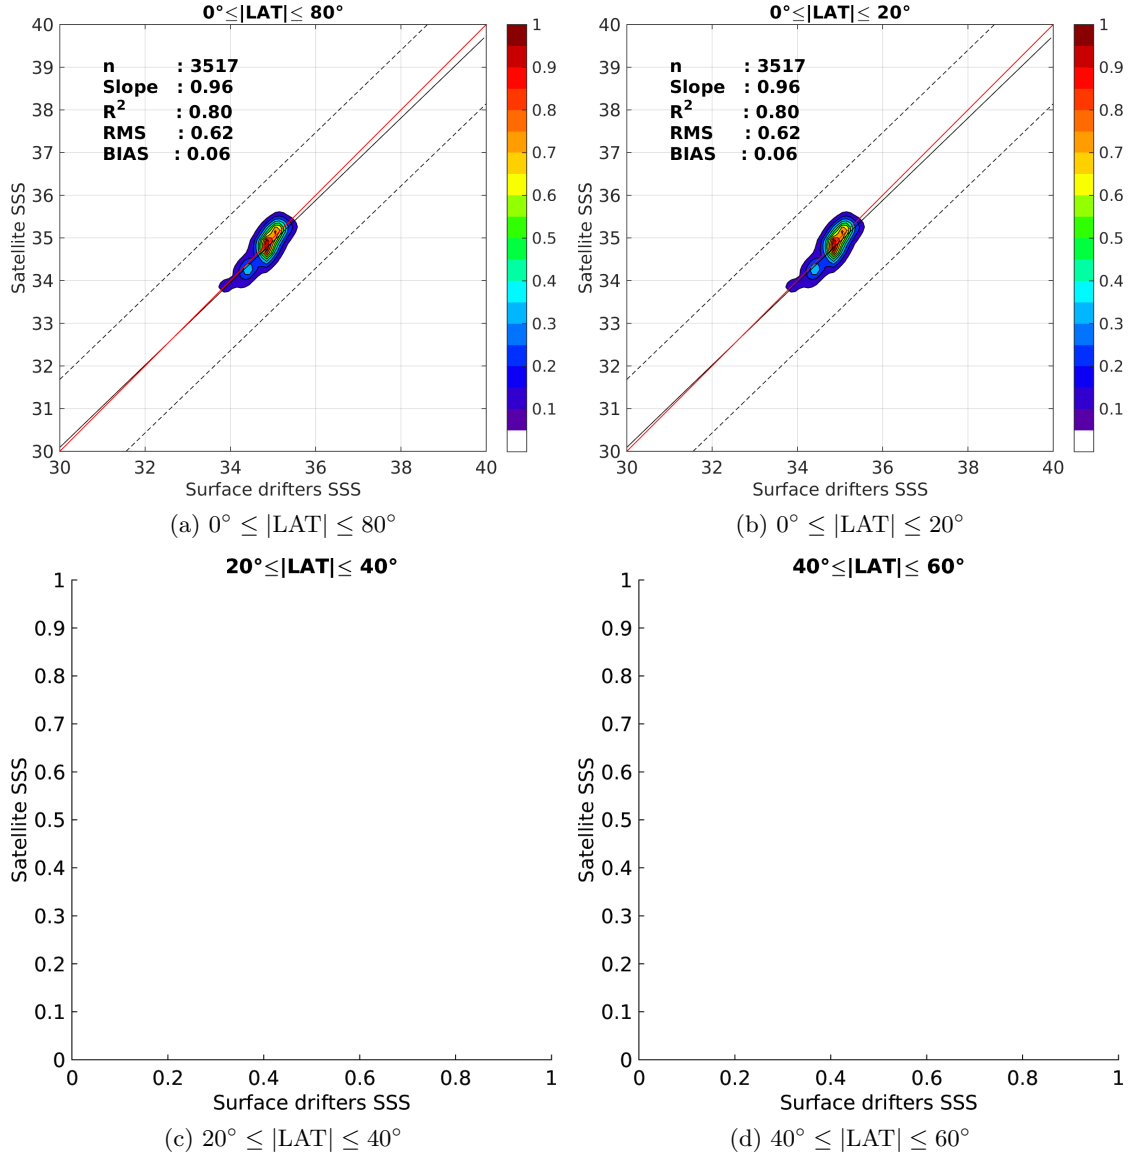 0°≤|LAT|≤ 80°
40
39
38
37
36
35
34
33
32
31
30
Satellite SSS
n : 3517
Slope : 0.96
R² : 0.80
RMS : 0.62
BIAS : 0.06
30 32 34 36 38 40
Surface drifters SSS
1
0.9
0.8
0.7
0.6
0.5
0.4
0.3
0.2
0.1
(a) 0° ≤ |LAT| ≤ 80°
0°≤|LAT|≤ 20°
40
39
38
37
36
35
34
33
32
31
30
Satellite SSS
n : 3517
Slope : 0.96
R² : 0.80
RMS : 0.62
BIAS : 0.06
30 32 34 36 38 40
Surface drifters SSS
1
0.9
0.8
0.7
0.6
0.5
0.4
0.3
0.2
0.1
(b) 0° ≤ |LAT| ≤ 20°
20°≤|LAT|≤ 40°
1
0.9
0.8
0.7
0.6
0.5
0.4
0.3
0.2
0.1
0
Satellite SSS
0 0.2 0.4 0.6 0.8 1
Surface drifters SSS
(c) 20° ≤ |LAT| ≤ 40°
40°≤|LAT|≤ 60°
1
0.9
0.8
0.7
0.6
0.5
0.4
0.3
0.2
0.1
0
Satellite SSS
0 0.2 0.4 0.6 0.8 1
Surface drifters SSS
(d) 40° ≤ |LAT| ≤ 60°